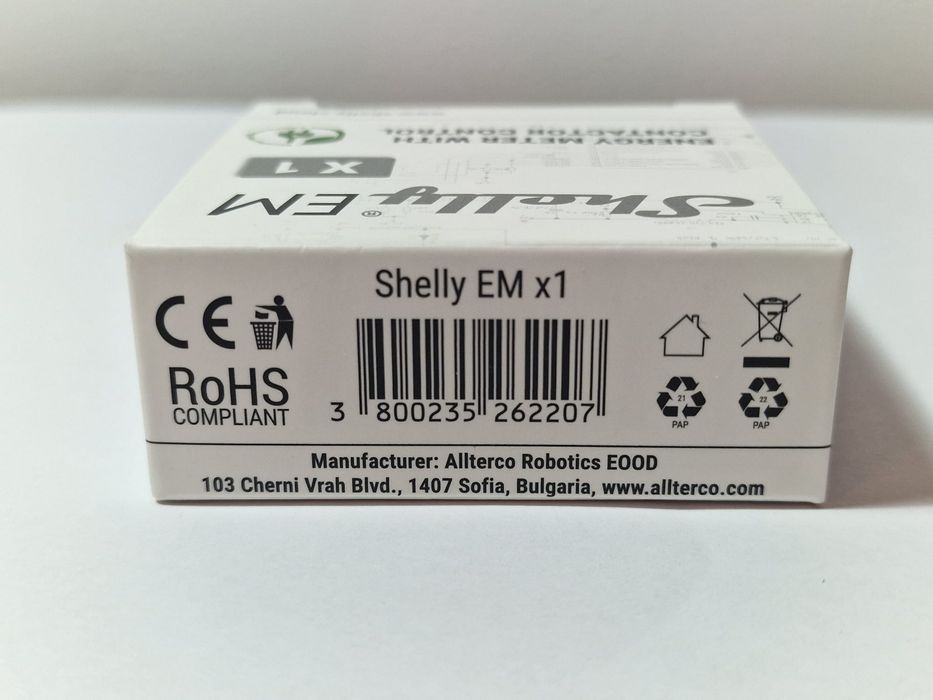 ENERGY METER WITH
CONTACTOR CONTROL
X1
Shelly® EM
Shelly EM x1
CE
RoHS
COMPLIANT
3 800235 262207
21
PAP
22
PAP
Manufacturer: Allterco Robotics EOOD
103 Cherni Vrah Blvd., 1407 Sofia, Bulgaria, www.allterco.com